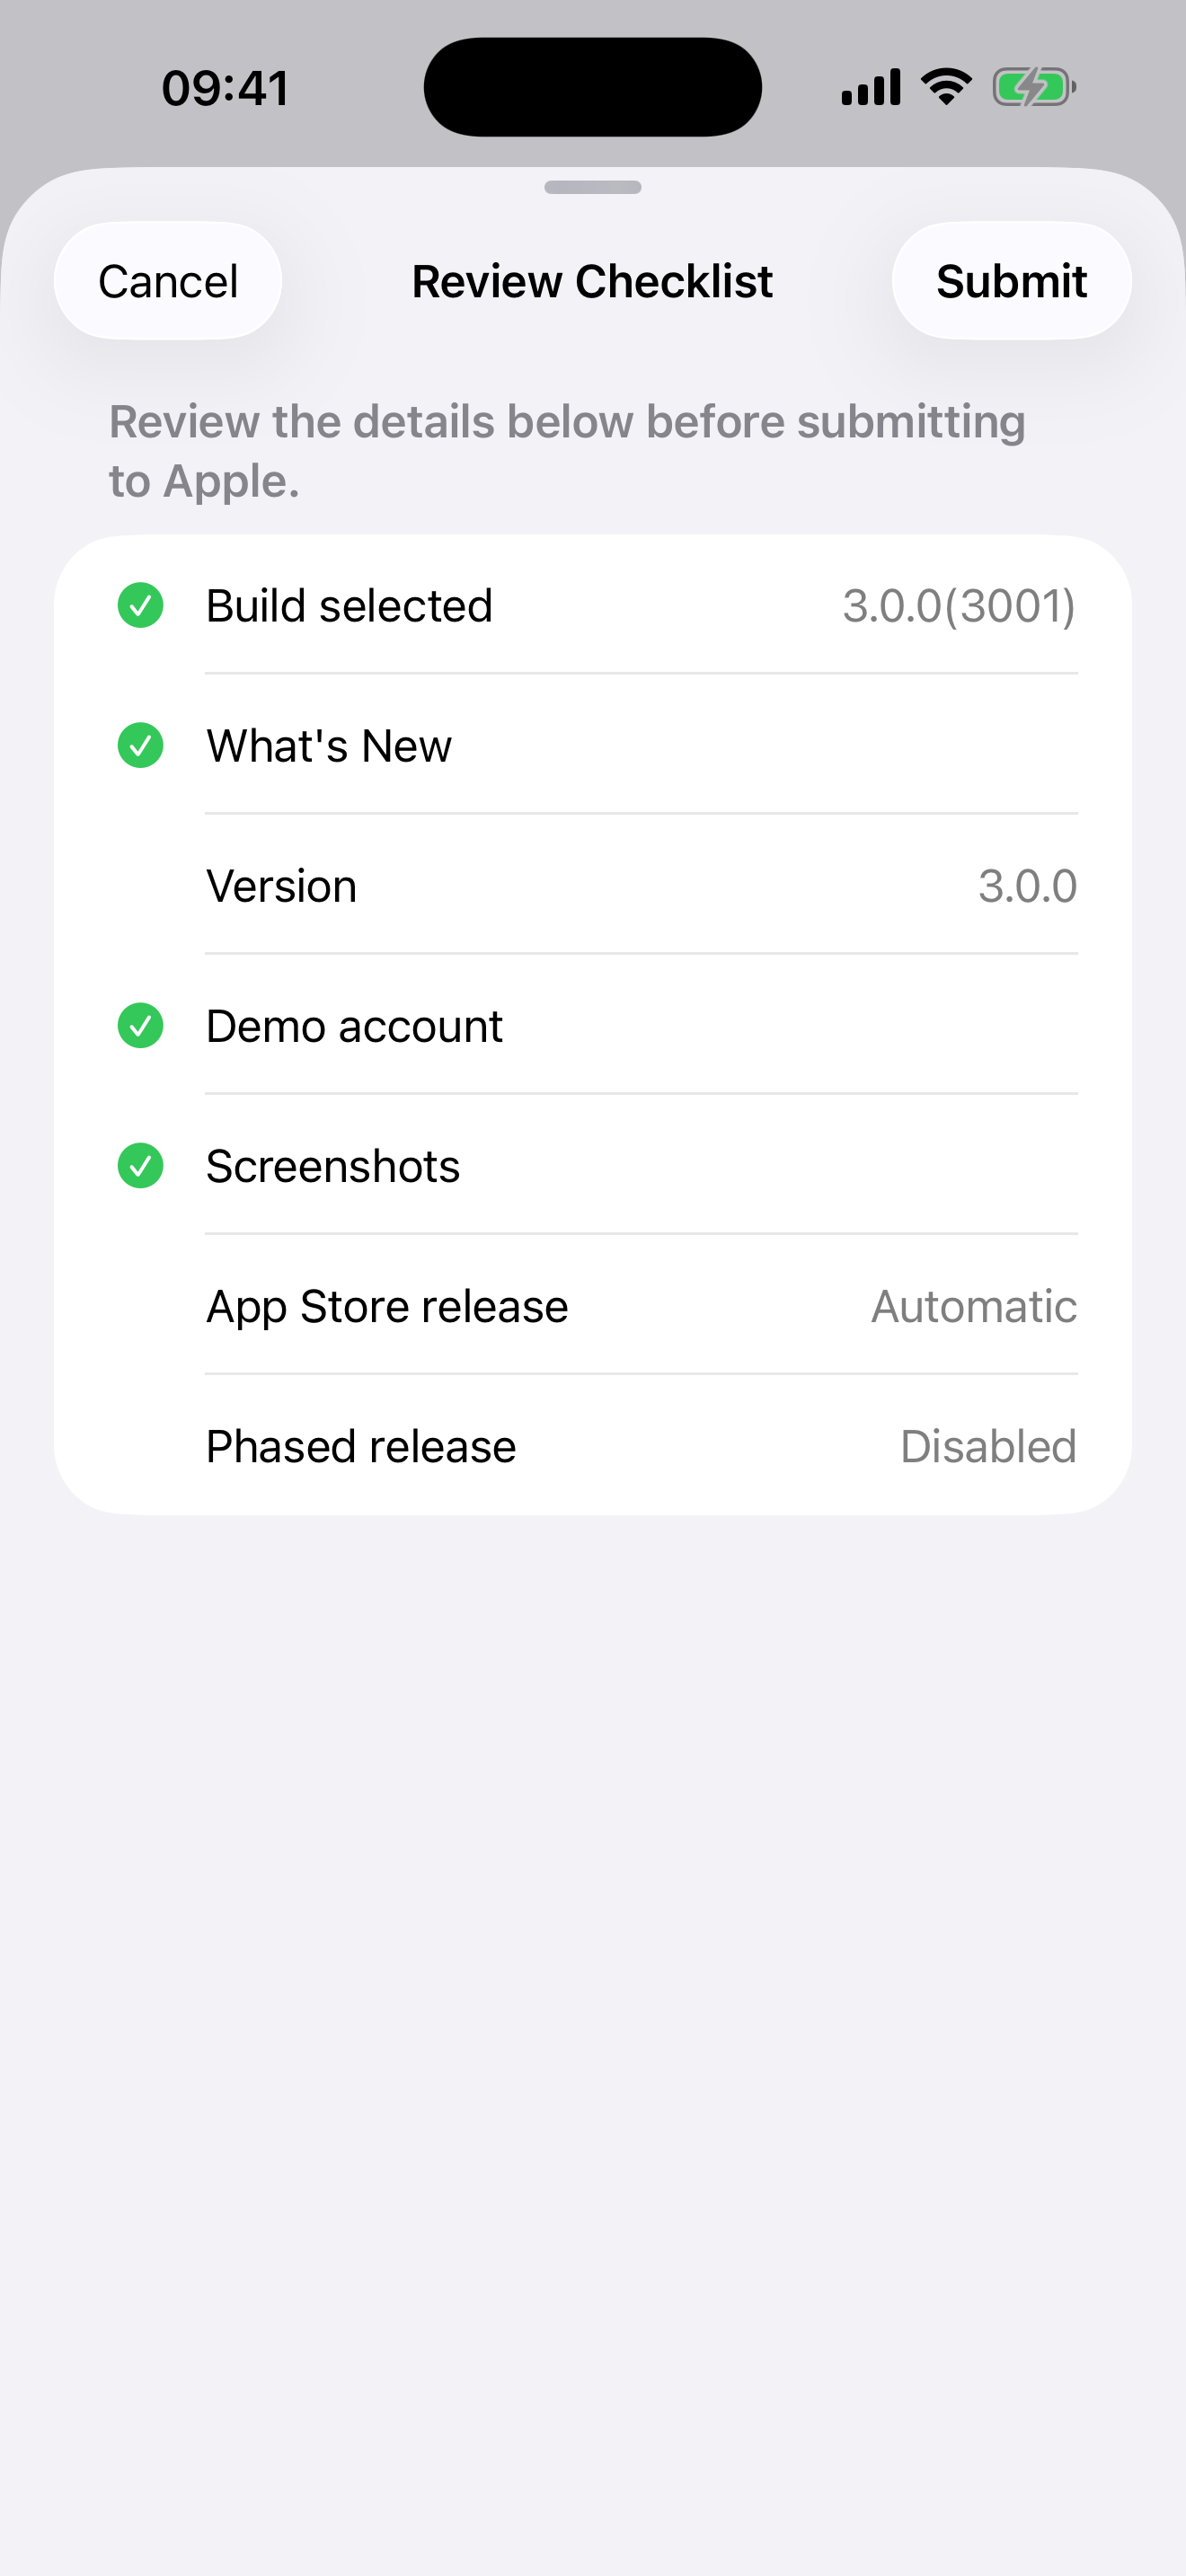 09:41
Cancel
Review Checklist
Submit
Review the details below before submitting
to Apple.
Build selected 3.0.0(3001)
What's New
Version 3.0.0
Demo account
Screenshots
App Store release Automatic
Phased release Disabled